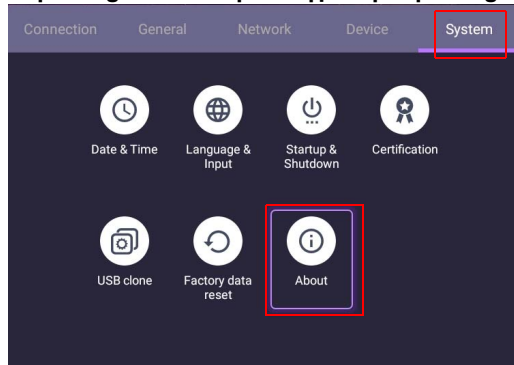 Connection General Network Device System
Date & Time Language & Input Startup & Shutdown Certification
USB clone Factory data reset About